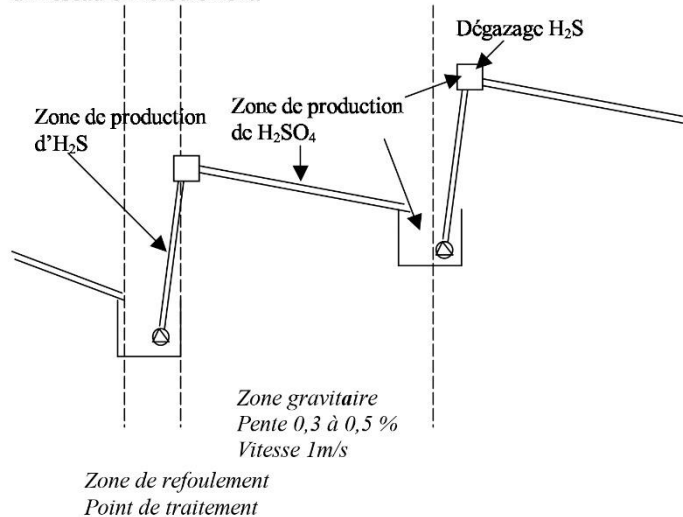 Dégazage H₂S
Zone de production
d'H₂S
Zone de production
de H₂SO₄
Zone gravitaire
Pente 0,3 à 0,5 %
Vitesse 1m/s
Zone de refoulement
Point de traitement